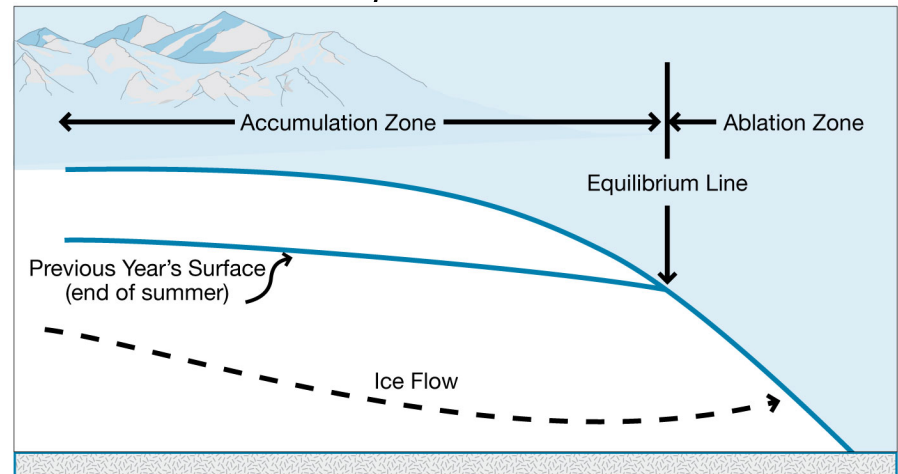 Accumulation Zone
Ablation Zone
Equilibrium Line
Previous Year's Surface
(end of summer)
Ice Flow